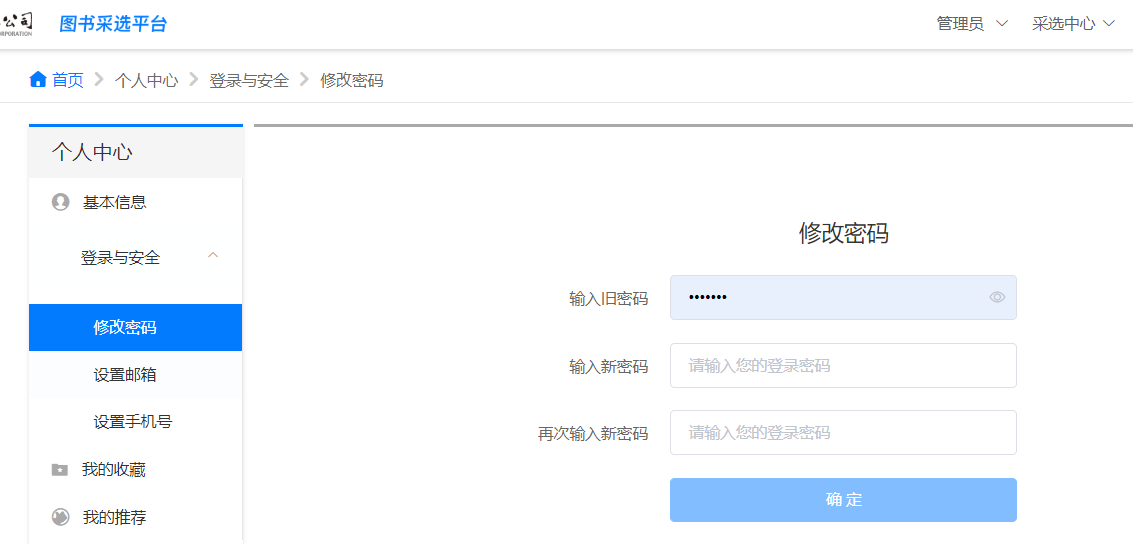 公司
图书采选平台
管理员
采选中心
首页 个人中心 登录与安全 修改密码
个人中心
基本信息
登录与安全
修改密码
设置邮箱
设置手机号
我的收藏
我的推荐
修改密码
输入旧密码
输入新密码 请输入您的登录密码
再次输入新密码 请输入您的登录密码
确 定